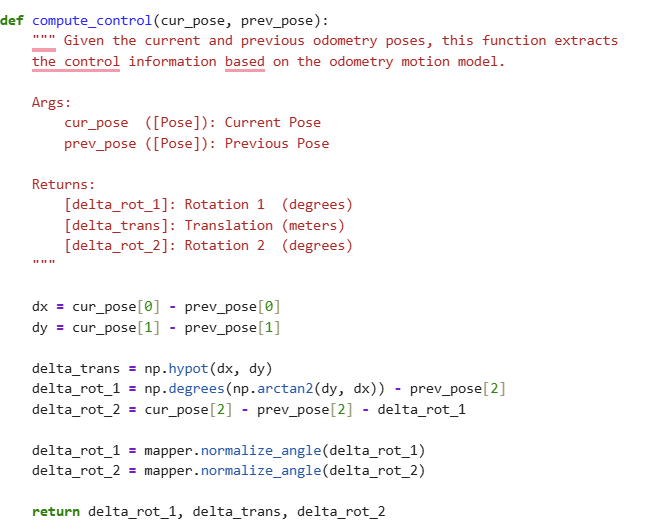 def compute_control(cur_pose, prev_pose):
    """ Given the current and previous odometry poses, this function extracts
    the control information based on the odometry motion model.

    Args:
        cur_pose  ([Pose]): Current Pose
        prev_pose ([Pose]): Previous Pose

    Returns:
        [delta_rot_1]: Rotation 1  (degrees)
        [delta_trans]: Translation (meters)
        [delta_rot_2]: Rotation 2  (degrees)
    """

    dx = cur_pose[0] - prev_pose[0]
    dy = cur_pose[1] - prev_pose[1]

    delta_trans = np.hypot(dx, dy)
    delta_rot_1 = np.degrees(np.arctan2(dy, dx)) - prev_pose[2]
    delta_rot_2 = cur_pose[2] - prev_pose[2] - delta_rot_1

    delta_rot_1 = mapper.normalize_angle(delta_rot_1)
    delta_rot_2 = mapper.normalize_angle(delta_rot_2)

    return delta_rot_1, delta_trans, delta_rot_2